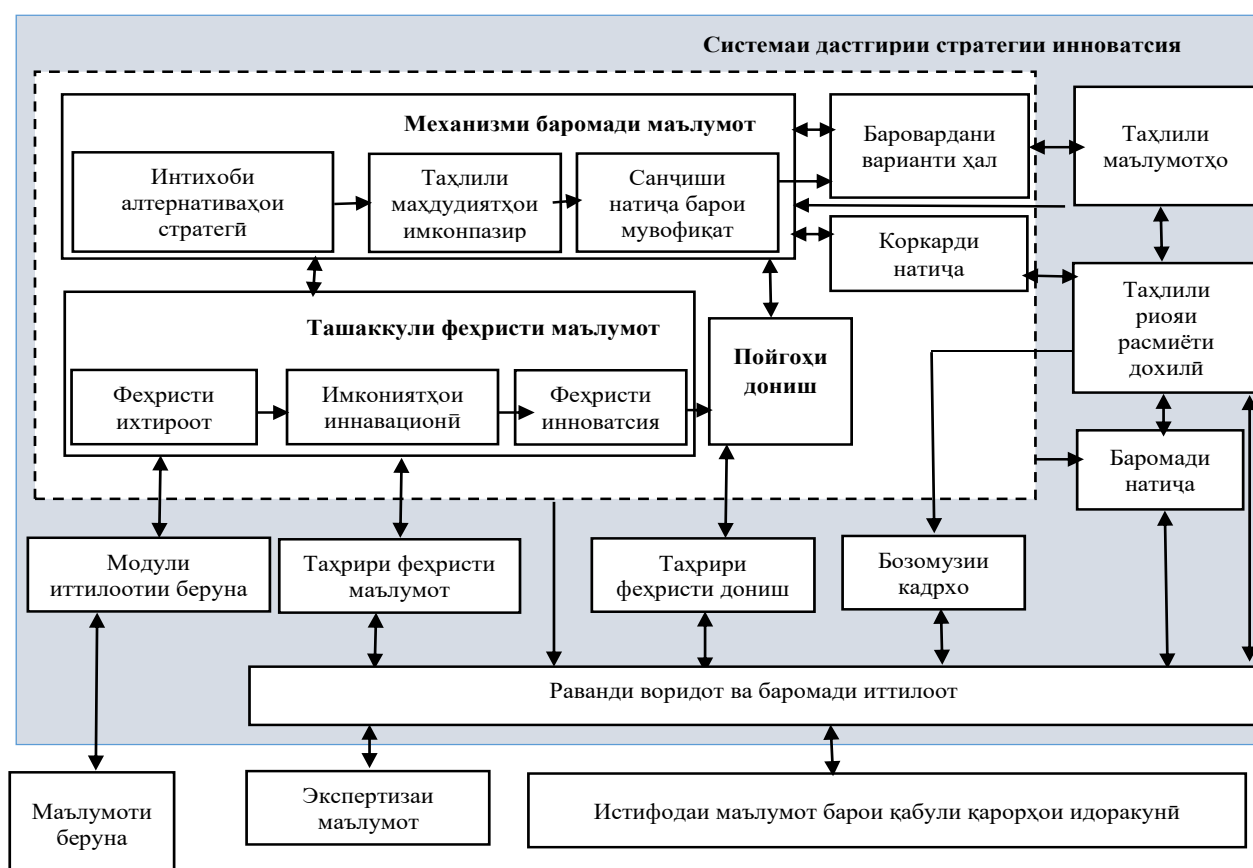 Системаи дастгирии стратегии инноватсия
Механизми баромади маълумот
Интихоби
алтернативаҳои
стратегӣ
Таҳлили
маҳдудиятҳои
имконпазир
Санҷиши
натиҷа барои
мувофиқат
Баровардани
варианти ҳал
Таҳлили
маълумотҳо
Коркарди
натиҷа
Таҳлили
риояи
расмиёти
дохилӣ
Ташаккули феҳристи маълумот
Феҳристи
ихтироот
Имкониятҳои
иннавационӣ
Феҳристи
инноватсия
Пойгоҳи
дониш
Баромади
натиҷа
Модули
иттилоотии беруна
Таҳрири феҳристи
маълумот
Таҳрири
феҳристи дониш
Бозомузии
кадрхо
Раванди воридот ва баромади иттилоот
Маълумоти
беруна
Экспертизаи
маълумот
Истифодаи маълумот барои қабули қарорҳои идоракунӣ